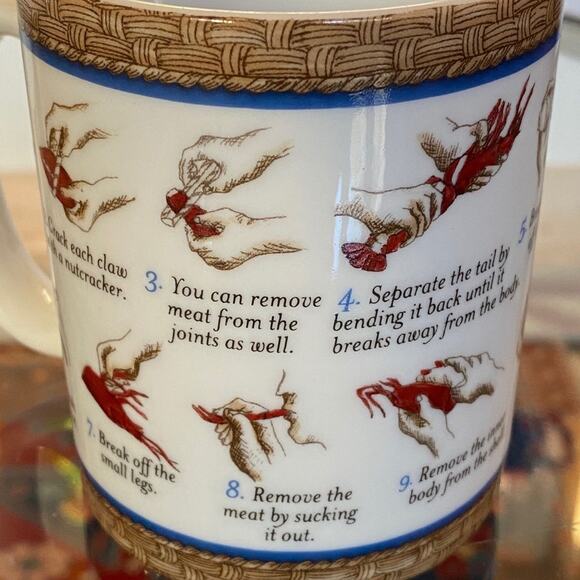 Crack each claw
a nutcracker.
3. You can remove
meat from the
joints as well.
4. Separate the tail by
bending it back until it
breaks away from the body.
5.
7. Break off the
small legs.
8. Remove the
meat by sucking
it out.
9. Remove the
body from the